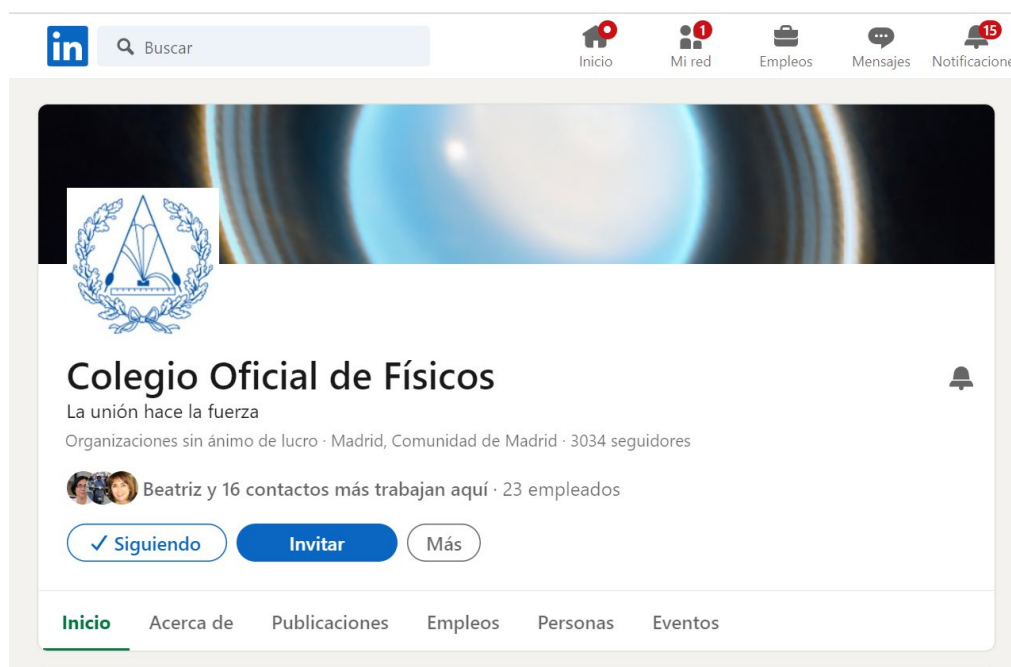 in Buscar
1
15
Inicio Mi red Empleos Mensajes Notificacione
Colegio Oficial de Físicos
La unión hace la fuerza
Organizaciones sin ánimo de lucro · Madrid, Comunidad de Madrid · 3034 seguidores
Beatriz y 16 contactos más trabajan aquí · 23 empleados
✓ Siguiendo Invitar Más
Inicio Acerca de Publicaciones Empleos Personas Eventos